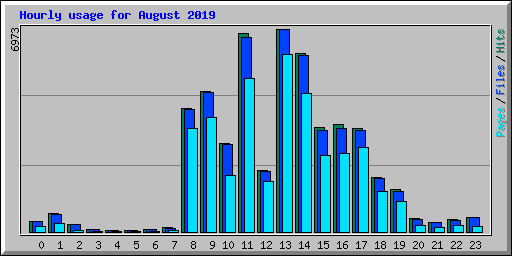 Hourly usage for August 2019
6973
Pages / Files / Hits
0 1 2 3 4 5 6 7 8 9 10 11 12 13 14 15 16 17 18 19 20 21 22 23